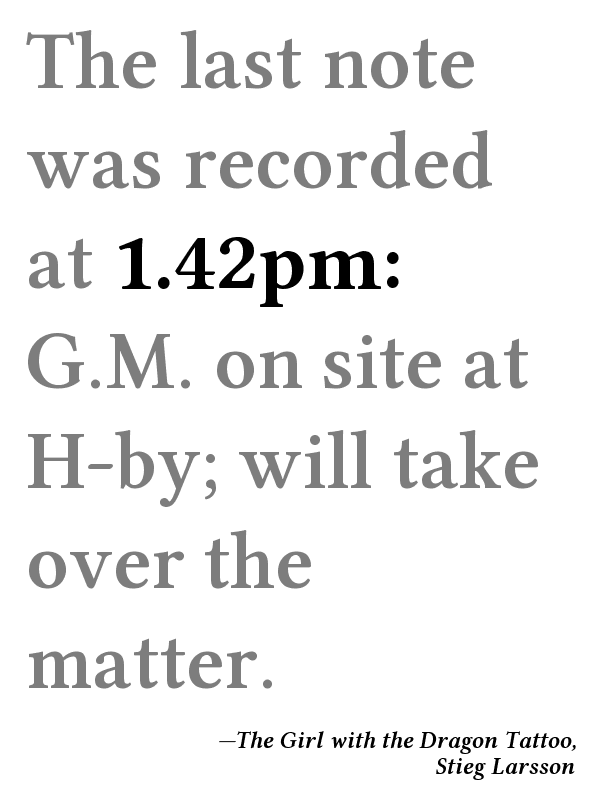 The last note
was recorded
at 1.42pm:
G.M. on site at
H-by; will take
over the
matter.
—The Girl with the Dragon Tattoo,
Stieg Larsson